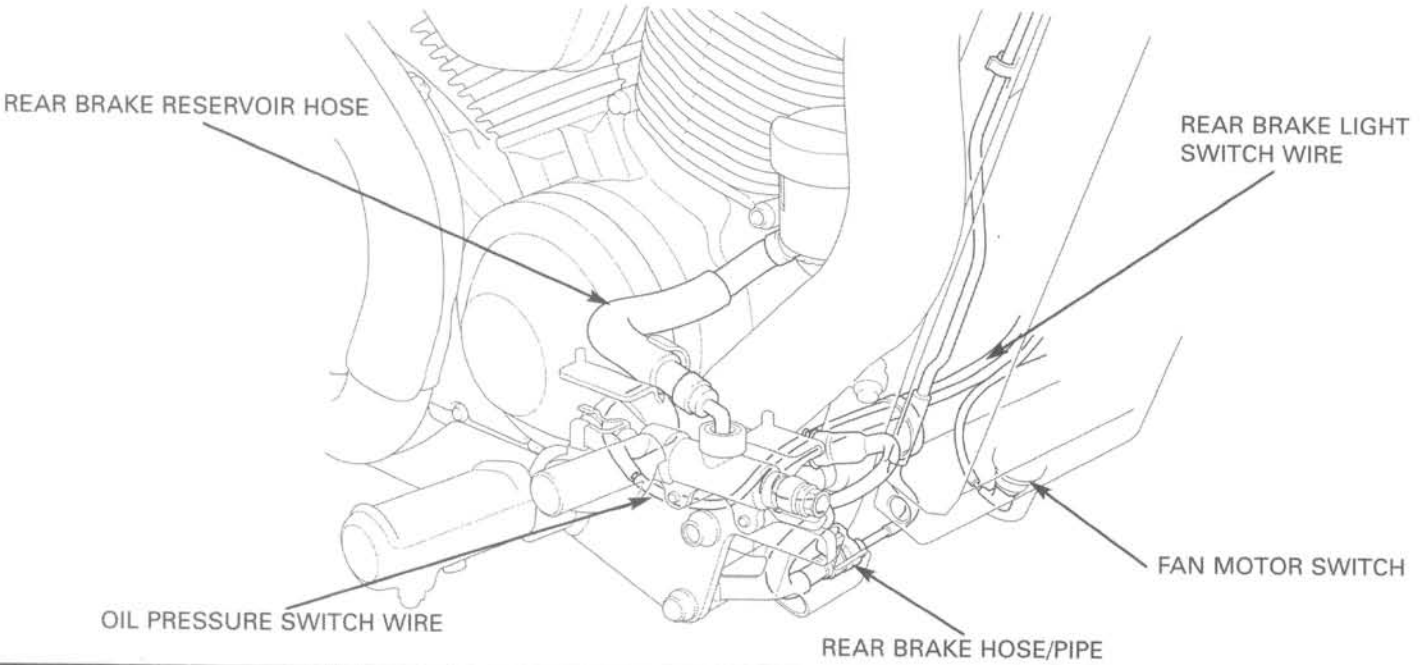 REAR BRAKE RESERVOIR HOSE
REAR BRAKE LIGHT
SWITCH WIRE
FAN MOTOR SWITCH
OIL PRESSURE SWITCH WIRE
REAR BRAKE HOSE/PIPE